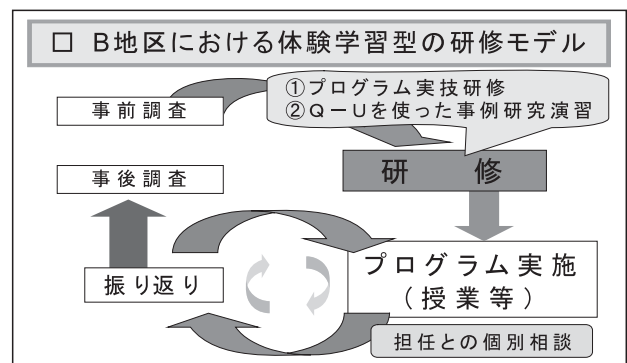 □ B地区における体験学習型の研修モデル
①プログラム実技研修
②Q－Uを使った事例研究演習
事前調査
研修
事後調査
プログラム実施
（授業等）
振り返り
担任との個別相談